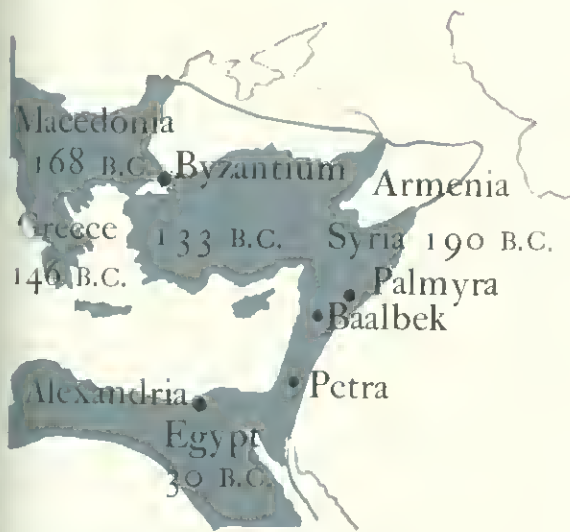 Macedonia
168 B.C.
Byzantium
Armenia
Greece
146 B.C.
133 B.C.
Syria 190 B.C.
Palmyra
Baalbek
Petra
Alexandria
Egypt
30 B.C.